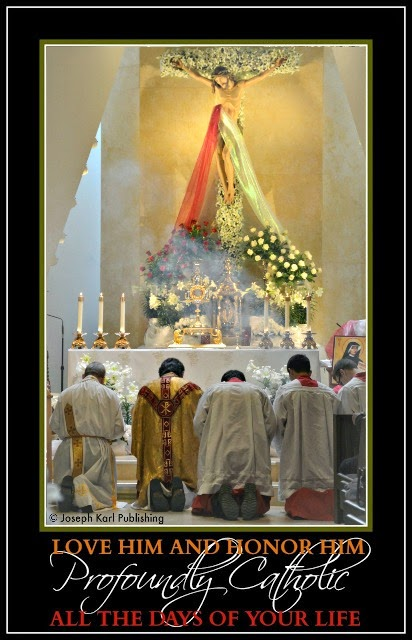 © Joseph Karl Publishing
LOVE HIM AND HONOR HIM
Profoundly Catholic
ALL THE DAYS OF YOUR LIFE